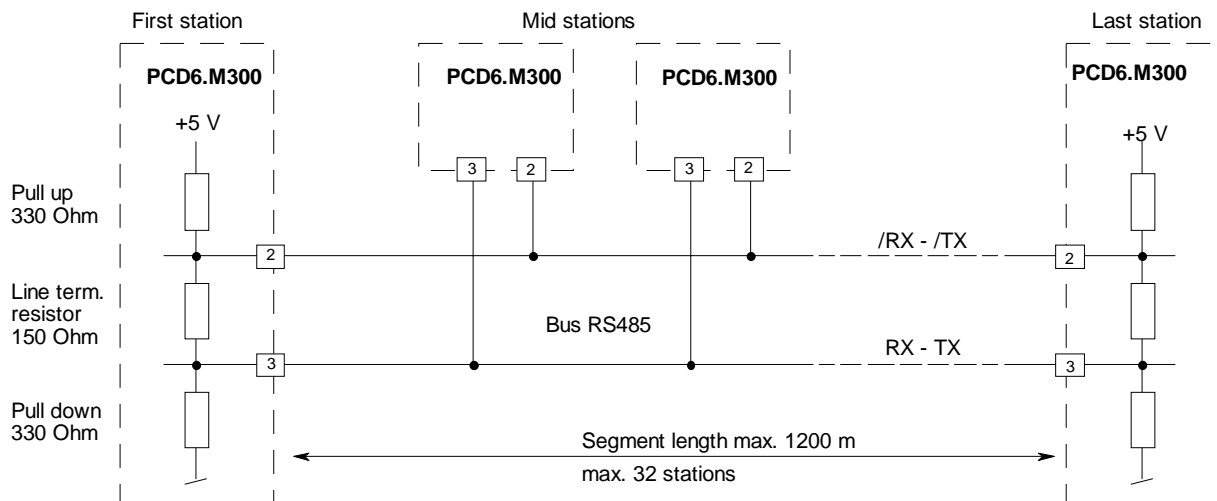 First station
Mid stations
Last station
PCD6.M300
PCD6.M300
PCD6.M300
PCD6.M300
+5 V
+5 V
3
2
3
2
Pull up
330 Ohm
/RX - /TX
2
2
Line term.
resistor
150 Ohm
Bus RS485
RX - TX
3
3
Pull down
330 Ohm
Segment length max. 1200 m
max. 32 stations